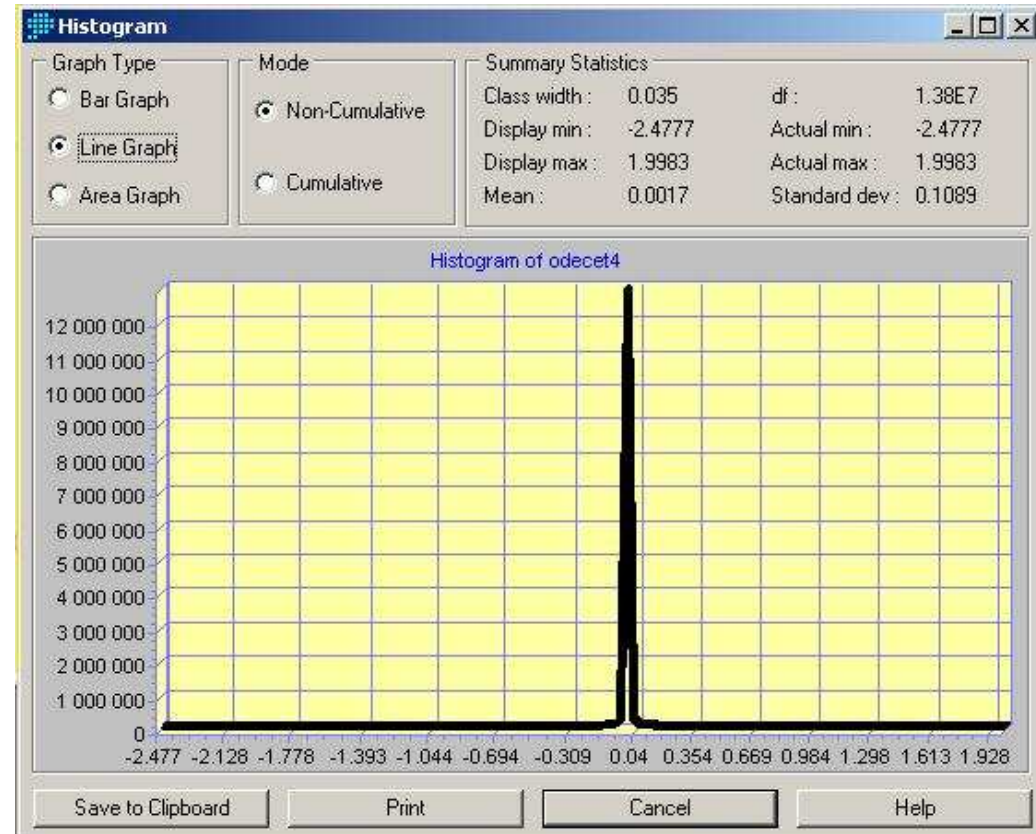 Histogram
Graph Type
Bar Graph
Line Graph
Area Graph
Mode
Non-Cumulative
Cumulative
Summary Statistics
Class width : 0.035 df : 1.38E7
Display min : -2.4777 Actual min : -2.4777
Display max : 1.9983 Actual max : 1.9983
Mean : 0.0017 Standard dev : 0.1089
Histogram of odecet4
12 000 000
11 000 000
10 000 000
9 000 000
8 000 000
7 000 000
6 000 000
5 000 000
4 000 000
3 000 000
2 000 000
1 000 000
0
-2.477 -2.128 -1.778 -1.393 -1.044 -0.694 -0.309 0.04 0.354 0.669 0.984 1.298 1.613 1.928
Save to Clipboard Print Cancel Help